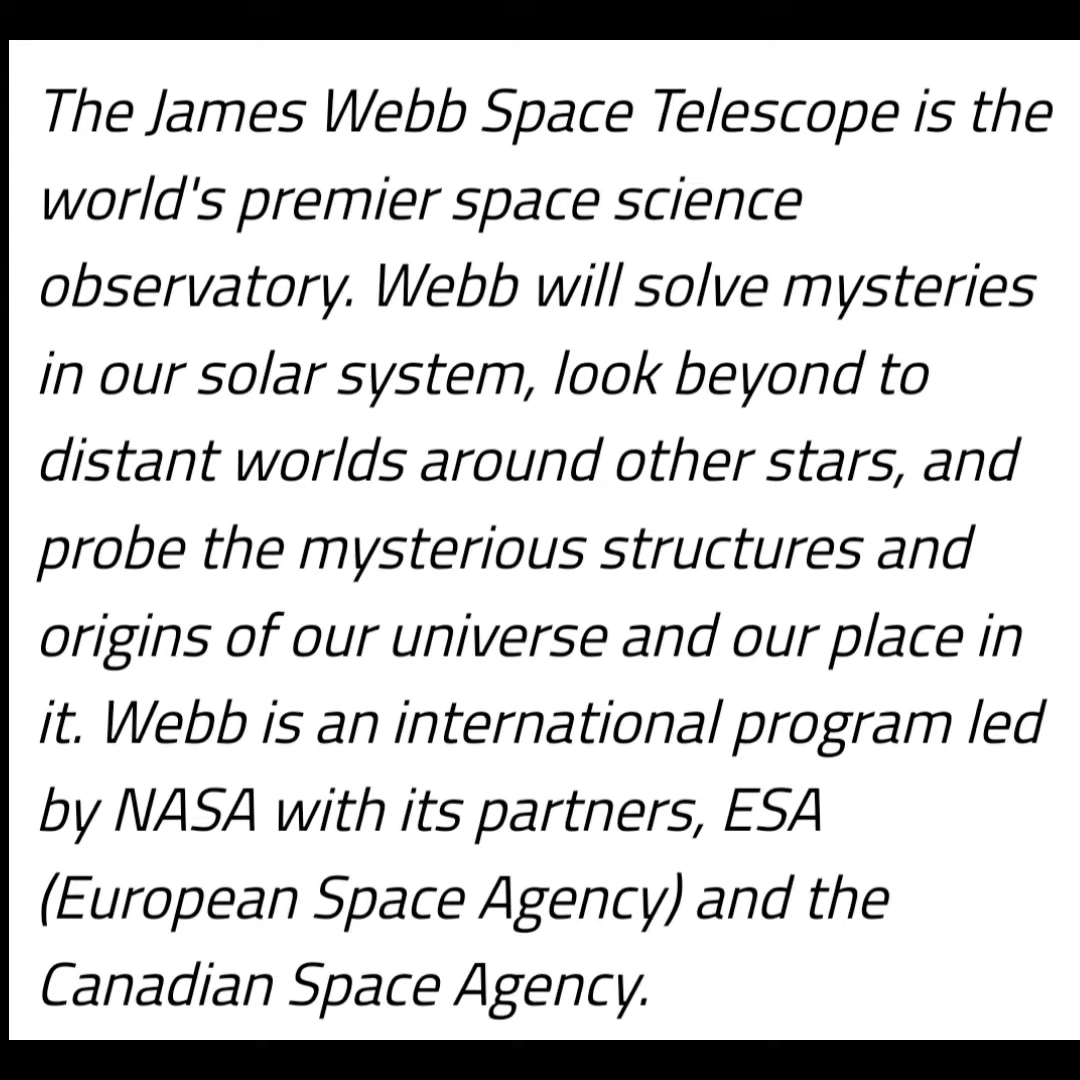 The James Webb Space Telescope is the
world's premier space science
observatory. Webb will solve mysteries
in our solar system, look beyond to
distant worlds around other stars, and
probe the mysterious structures and
origins of our universe and our place in
it. Webb is an international program led
by NASA with its partners, ESA
(European Space Agency) and the
Canadian Space Agency.